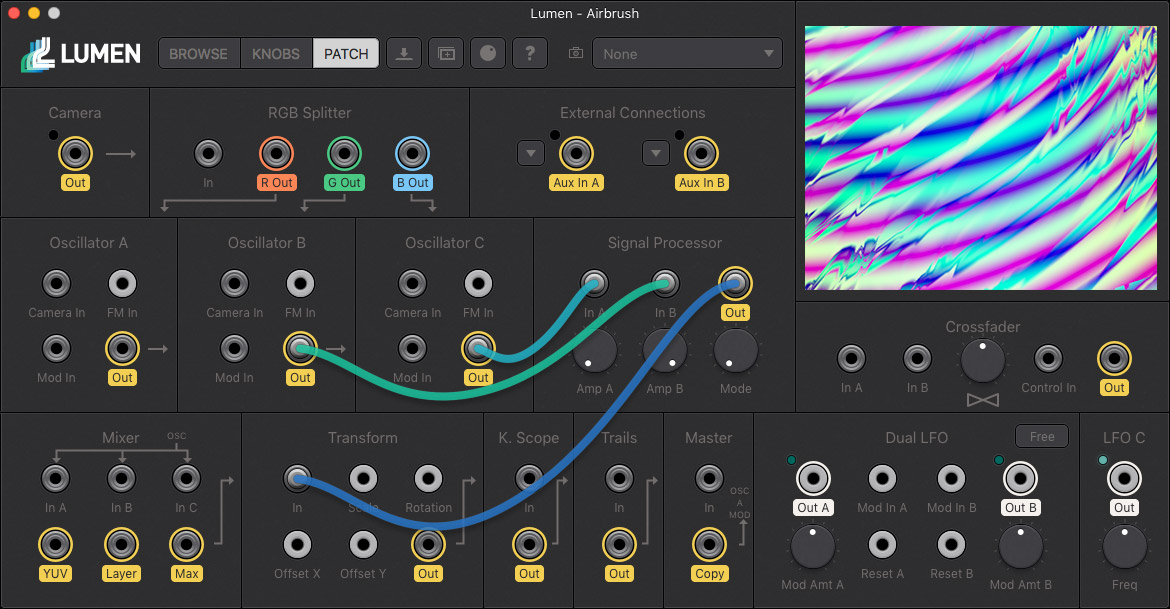 Lumen - Airbrush
LUMEN
BROWSE KNOBS PATCH ? None
Camera
Out
RGB Splitter
In R Out G Out B Out
External Connections
Aux In A Aux In B
Oscillator A
Camera In FM In
Mod In Out
Oscillator B
Camera In FM In
Mod In Out
Oscillator C
Camera In FM In
Mod In Out
Signal Processor
In A In B Out
Amp A Amp B Mode
Crossfader
In A In B Control In Out
Mixer OSC
In A In B In C
YUV Layer Max
Transform
In Scale Rotation
Offset X Offset Y Out
K. Scope
In
Out
Trails
In
Out
Master
In
OSC
A
MOD
Copy
Dual LFO Free
Out A Mod In A Mod In B Out B
Mod Amt A Reset A Reset B Mod Amt B
LFO C
Out
Freq